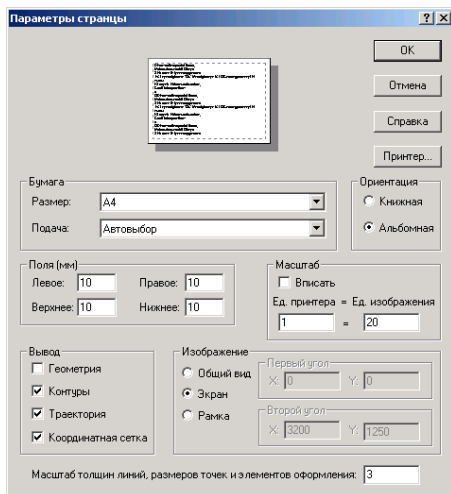 Параметры странцы
OK
Отмена
Справка
Принтер...
Бумага
Размер: A4
Подача: Автовыбор
Ориентация
Книжная
Альбомная
Поля (мм)
Левое: 10 Правое: 10
Верхнее: 10 Нижнее: 10
Масштаб
Вписать
Ед. принтера = Ед. изображения
1 = 20
Вывод
Геометрия
Контуры
Траектория
Координатная сетка
Изображение
Общий вид
Экран
Рамка
Первый угол
X: 0 Y: 0
Второй угол
X: 3200 Y: 1250
Масштаб толщин линий, размеров точек и элементов оформления: 3